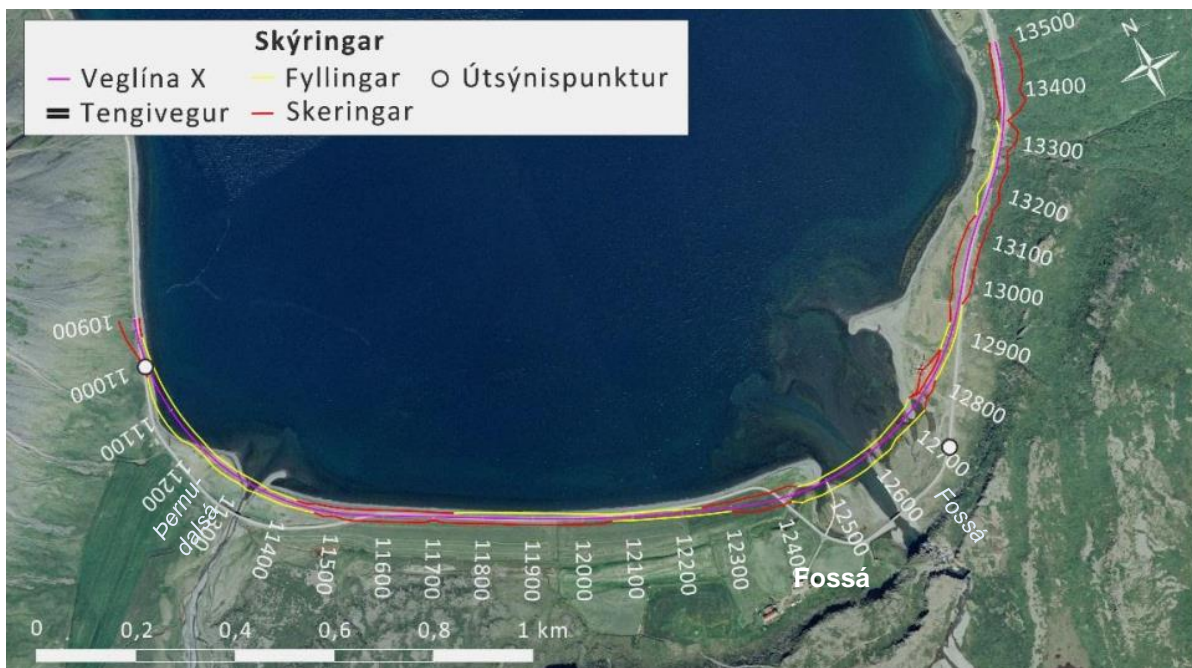 Skýringar
Veglína X
Fyllingar
Útsýnispunktur
Tengivegur
Skeringar
N
13500
13400
13300
13200
13100
13000
12900
12800
12700
12600
12500
12400
12300
12200
12100
12000
11900
11800
11700
11600
11500
11400
11300
11200
11100
11000
10900
Þernu-
dalsá
Fossá
Fossá
0 0,2 0,4 0,6 0,8 1 km